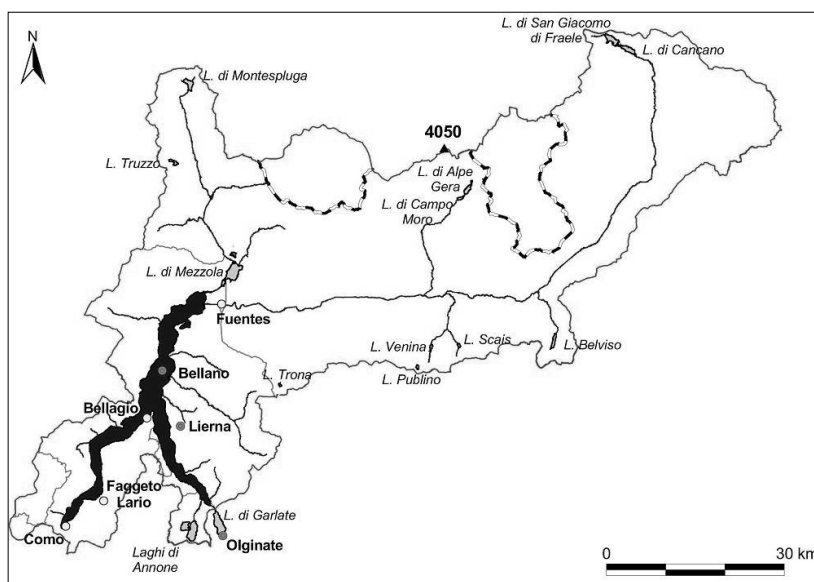 N
L. di San Giacomo
di Fraele
L. di Cancano
L. di Montespluga
4050
L. Truzzo
L. di Alpe
Gera
L. di Campo
Moro
L. di Mezzola
Fuentes
L. Venina
L. Scais
L. Belviso
L. Publino
Bellano
L. Trona
Bellagio
Lierna
Faggeto
Lario
L. di Garlate
Como
Olginate
Laghi di
Annone
0 30 km